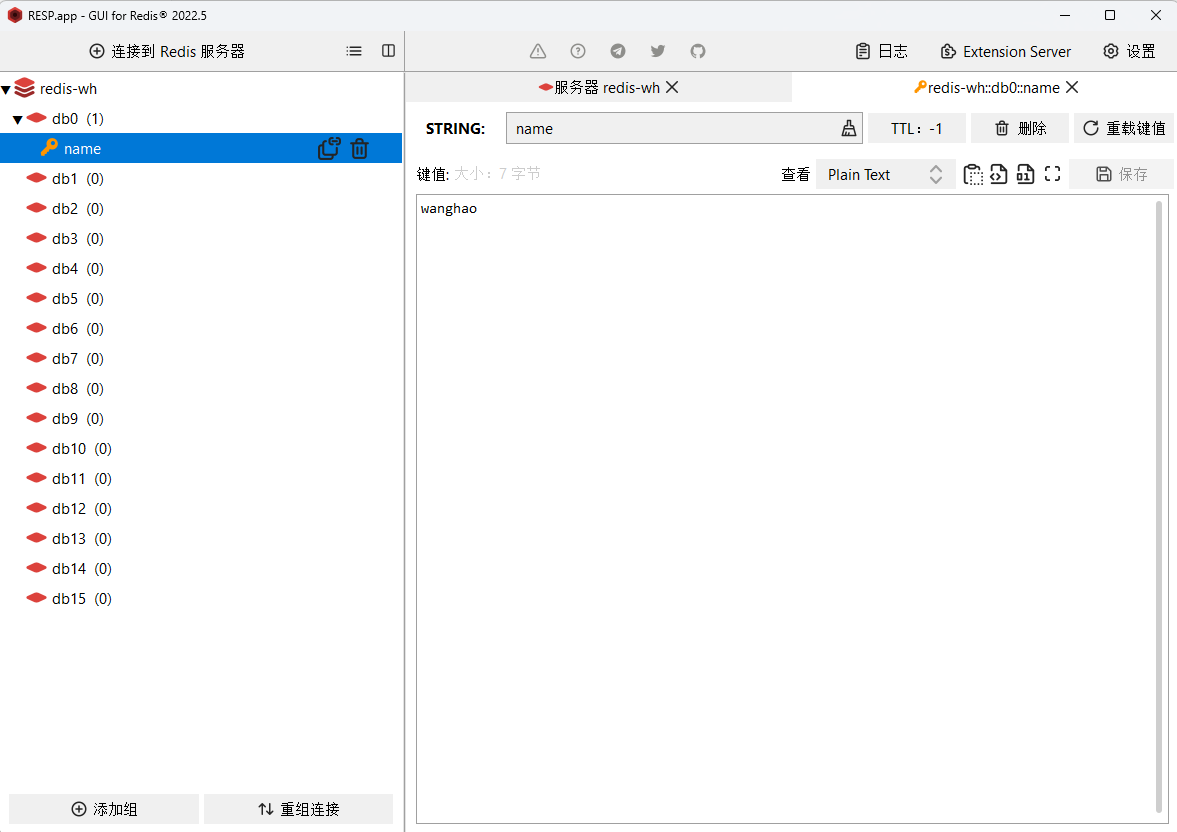 RESP.app - GUI for Redis® 2022.5
连接到 Redis 服务器
日志
Extension Server
设置
redis-wh
db0 (1)
name
db1 (0)
db2 (0)
db3 (0)
db4 (0)
db5 (0)
db6 (0)
db7 (0)
db8 (0)
db9 (0)
db10 (0)
db11 (0)
db12 (0)
db13 (0)
db14 (0)
db15 (0)
添加组
重组连接
服务器 redis-wh
redis-wh::db0::name
STRING: name TTL：-1 删除 重载键值
键值: 大小：7 字节 查看 Plain Text 保存
wanghao